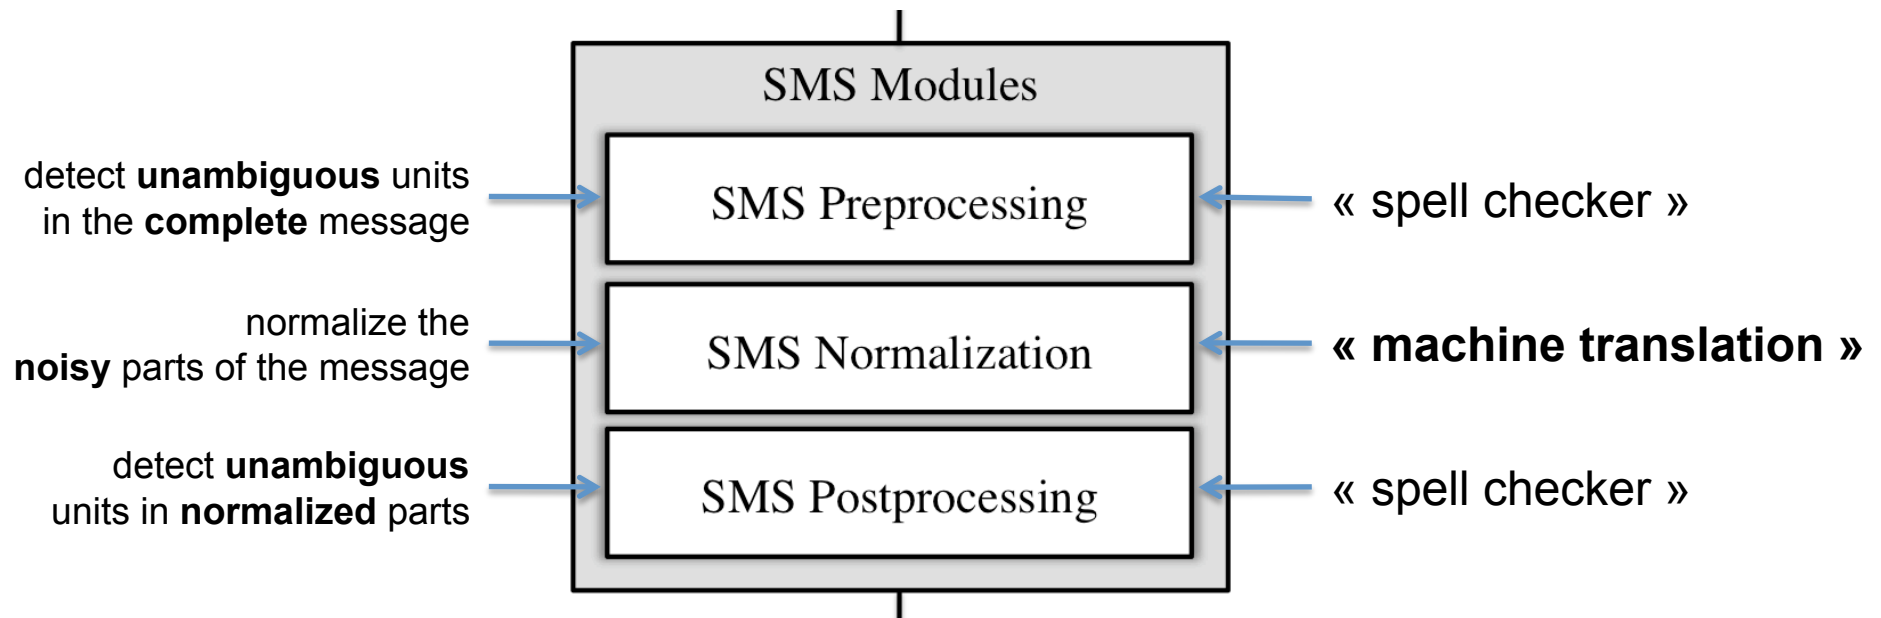 SMS Modules
detect unambiguous units
in the complete message
SMS Preprocessing
« spell checker »
normalize the
noisy parts of the message
SMS Normalization
« machine translation »
detect unambiguous
units in normalized parts
SMS Postprocessing
« spell checker »